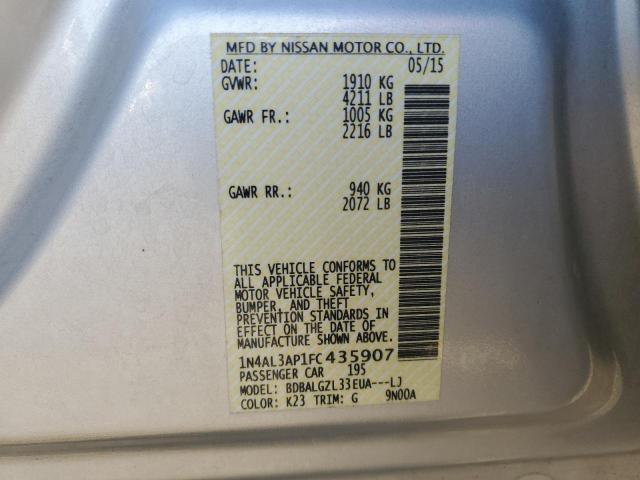 MFD BY NISSAN MOTOR CO., LTD.
DATE: 05/15
GVWR: 1910 KG
4211 LB
GAWR FR.: 1005 KG
2216 LB
GAWR RR.: 940 KG
2072 LB
THIS VEHICLE CONFORMS TO
ALL APPLICABLE FEDERAL
MOTOR VEHICLE SAFETY,
BUMPER, AND THEFT
PREVENTION STANDARDS IN
EFFECT ON THE DATE OF
MANUFACTURE SHOWN ABOVE.
1N4AL3AP1FC435907
PASSENGER CAR 195
MODEL: BDBALGZL33EUA---LJ
COLOR: K23 TRIM: G 9N00A